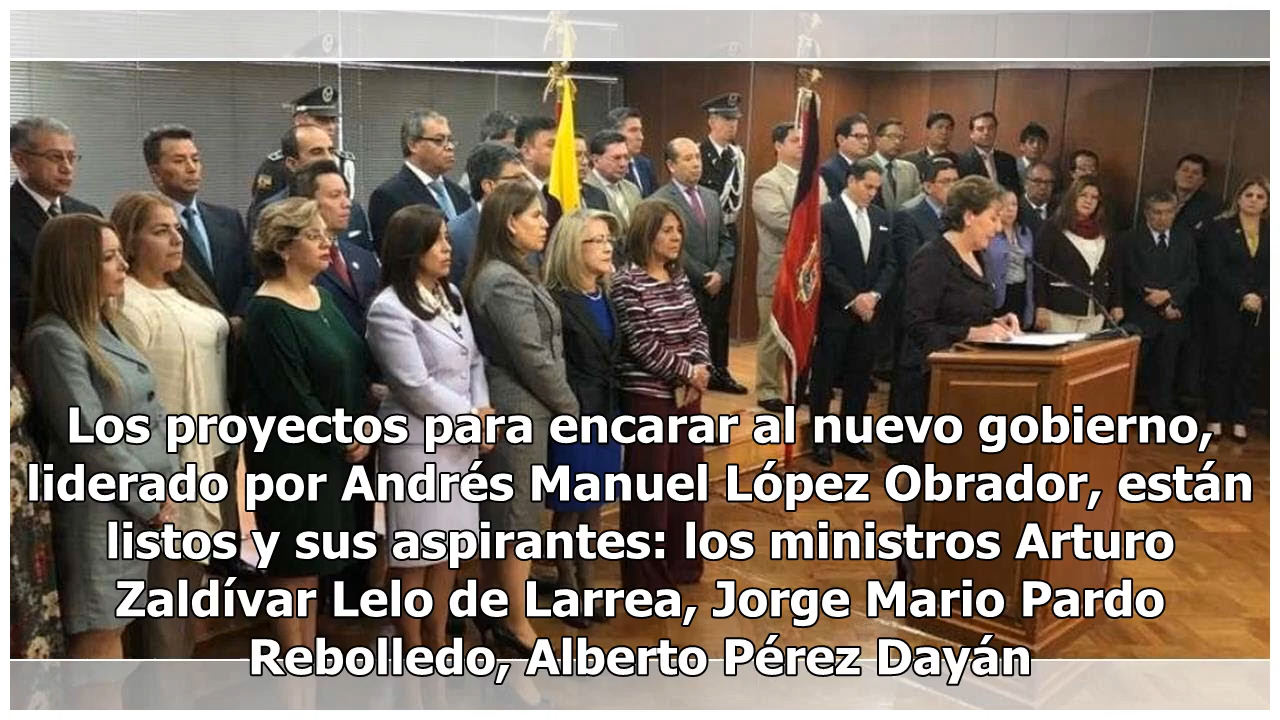 Los proyectos para encarar al nuevo gobierno,
liderado por Andrés Manuel López Obrador, están
listos y sus aspirantes: los ministros Arturo
Zaldívar Lelo de Larrea, Jorge Mario Pardo
Rebolledo, Alberto Pérez Dayán